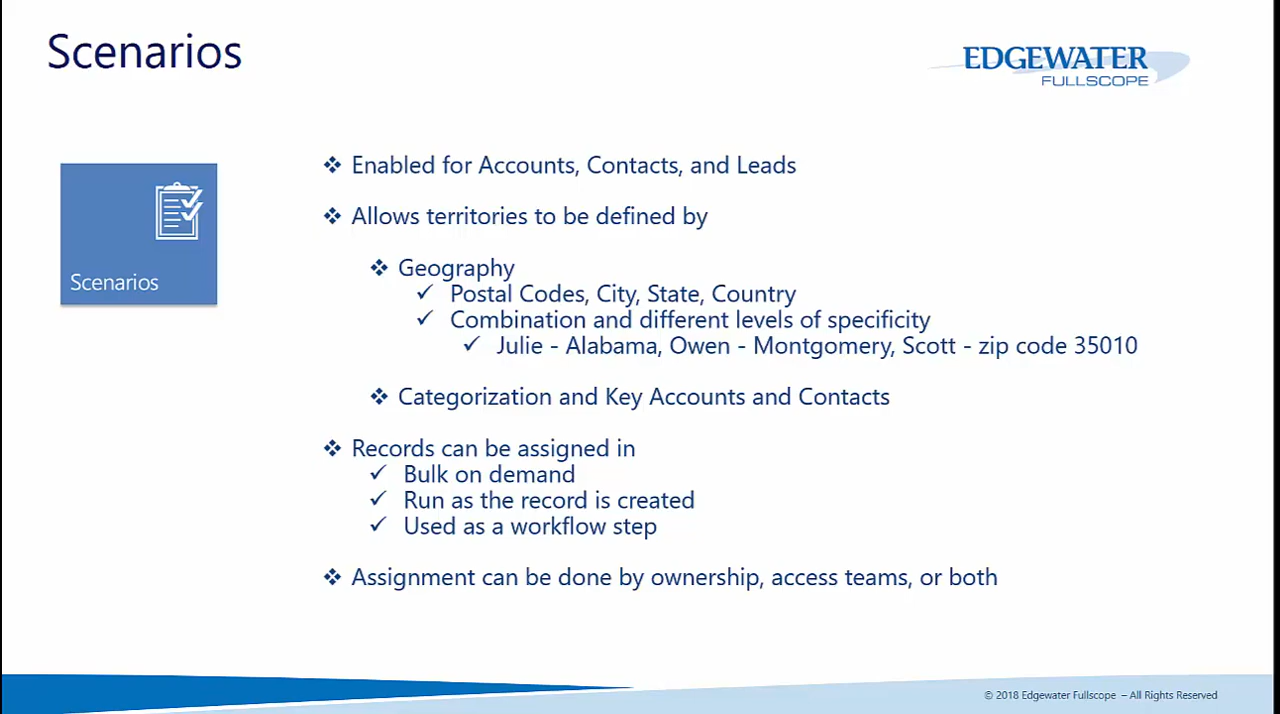 Scenarios
EDGEWATER
FULLSCOPE
Scenarios
❖ Enabled for Accounts, Contacts, and Leads
❖ Allows territories to be defined by
❖ Geography
✓ Postal Codes, City, State, Country
✓ Combination and different levels of specificity
✓ Julie - Alabama, Owen - Montgomery, Scott - zip code 35010
❖ Categorization and Key Accounts and Contacts
❖ Records can be assigned in
✓ Bulk on demand
✓ Run as the record is created
✓ Used as a workflow step
❖ Assignment can be done by ownership, access teams, or both
© 2018 Edgewater Fullscope – All Rights Reserved